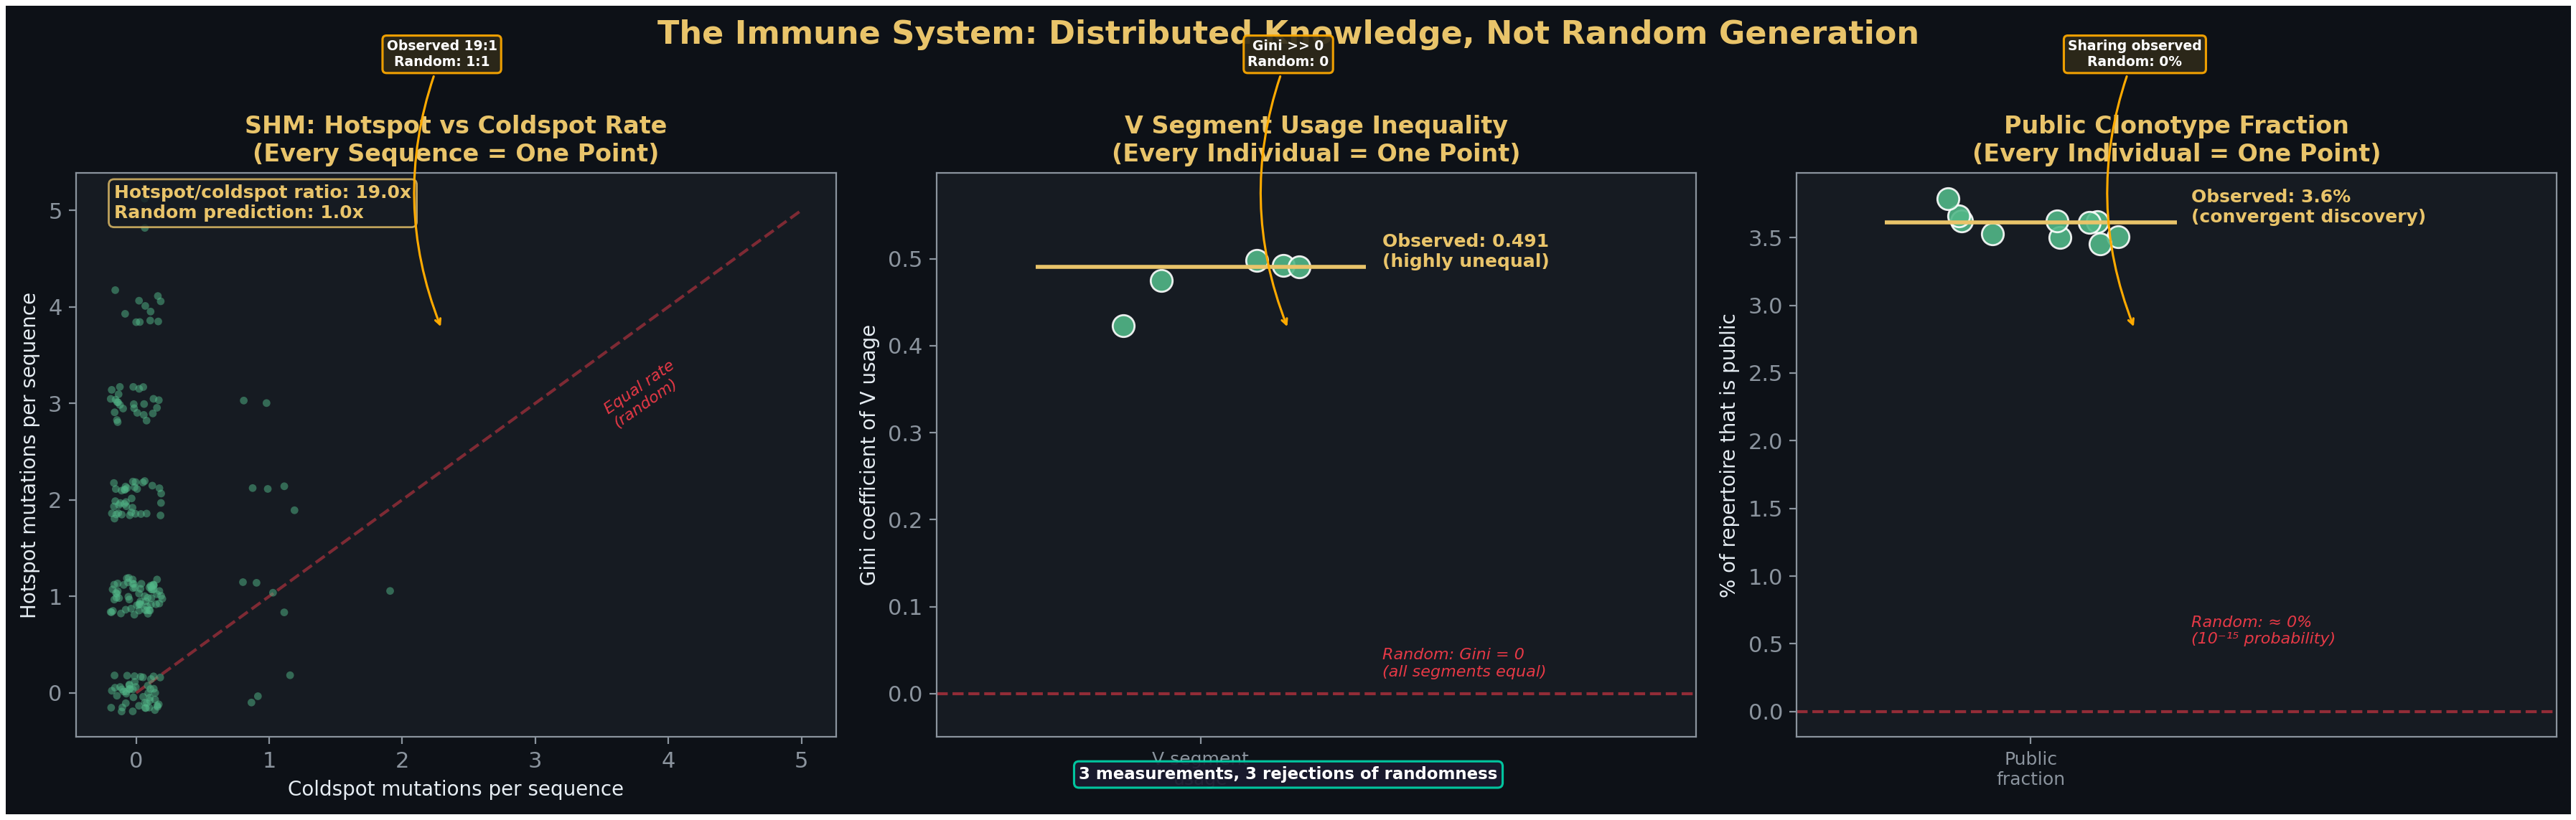 The Immune System: Distributed Knowledge, Not Random Generation
Observed 19:1
Random: 1:1
Gini >> 0
Random: 0
Sharing observed
Random: 0%
SHM: Hotspot vs Coldspot Rate
(Every Sequence = One Point)
Hotspot/coldspot ratio: 19.0x
Random prediction: 1.0x
Equal rate
(random)
Hotspot mutations per sequence
5
4
3
2
1
0
0
1
2
3
4
5
Coldspot mutations per sequence
V Segment Usage Inequality
(Every Individual = One Point)
Observed: 0.491
(highly unequal)
Random: Gini = 0
(all segments equal)
Gini coefficient of V usage
0.5
0.4
0.3
0.2
0.1
0.0
V segment
Public Clonotype Fraction
(Every Individual = One Point)
Observed: 3.6%
(convergent discovery)
Random: ≈ 0%
(10⁻¹⁵ probability)
% of repertoire that is public
3.5
3.0
2.5
2.0
1.5
1.0
0.5
0.0
Public
fraction
3 measurements, 3 rejections of randomness